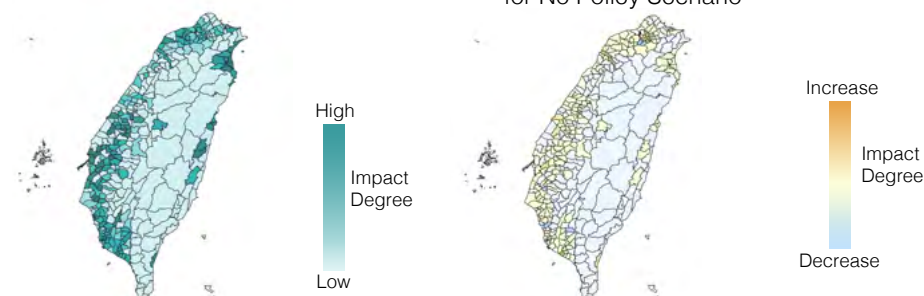 for No Policy Scenario
High
Impact
Degree
Low
Increase
Impact
Degree
Decrease